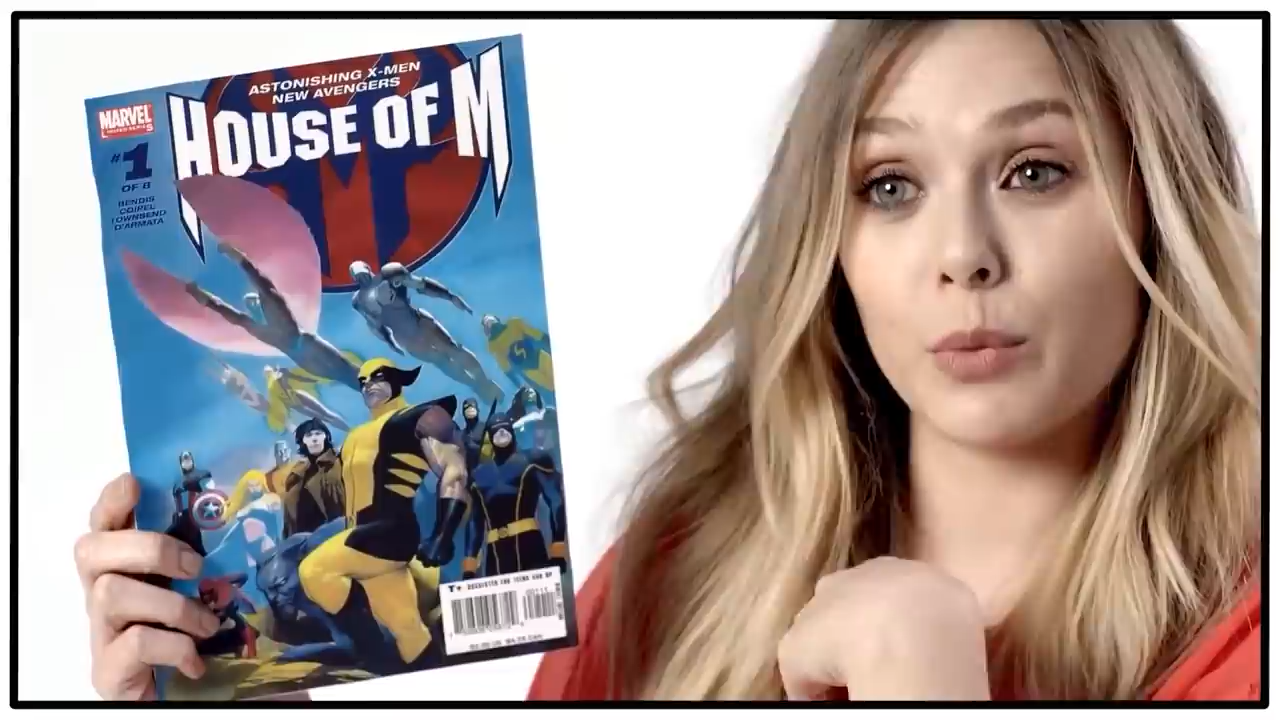 ASTONISHING X-MEN
NEW AVENGERS
HOUSE OF M
MARVEL
#1
OF 8
BENDIS
COIPEL
TOWNSEND
D'ARMATA
T+